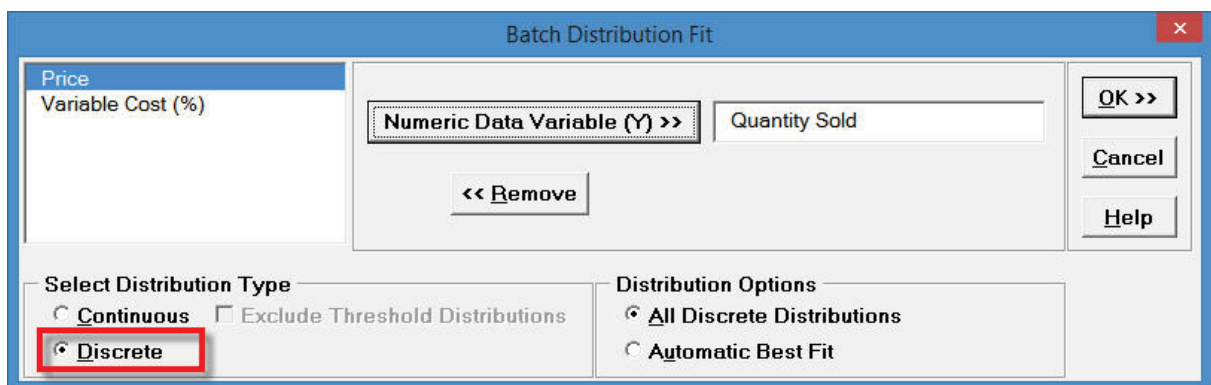 Batch Distribution Fit
Price
Variable Cost (%)
Numeric Data Variable (Y) >>
Quantity Sold
<< Remove
OK >>
Cancel
Help
Select Distribution Type
Continuous
Exclude Threshold Distributions
Discrete
Distribution Options
All Discrete Distributions
Automatic Best Fit